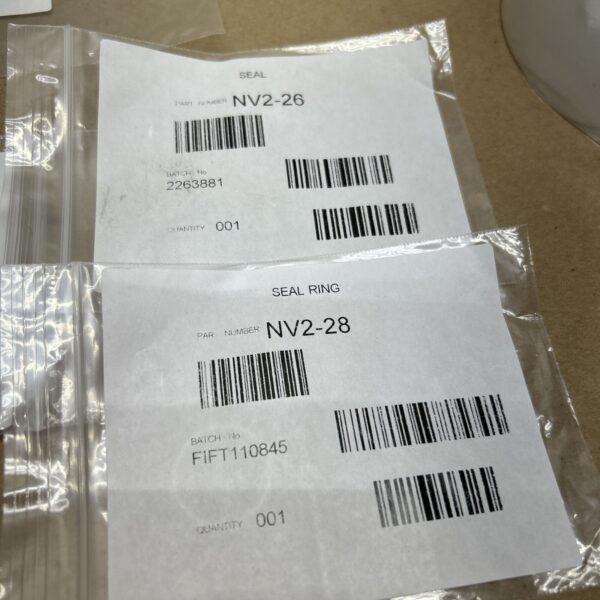 SEAL
PART NUMBER NV2-26
BATCH No
2263881
QUANTITY 001
SEAL RING
PAR NUMBER NV2-28
BATCH No
FIFT110845
QUANTITY 001